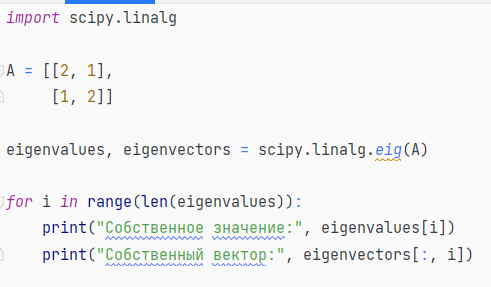 import scipy.linalg
A = [[2, 1],
[1, 2]]
eigenvalues, eigenvectors = scipy.linalg.eig(A)
for i in range(len(eigenvalues)):
print("Собственное значение:", eigenvalues[i])
print("Собственный вектор:", eigenvectors[:, i])